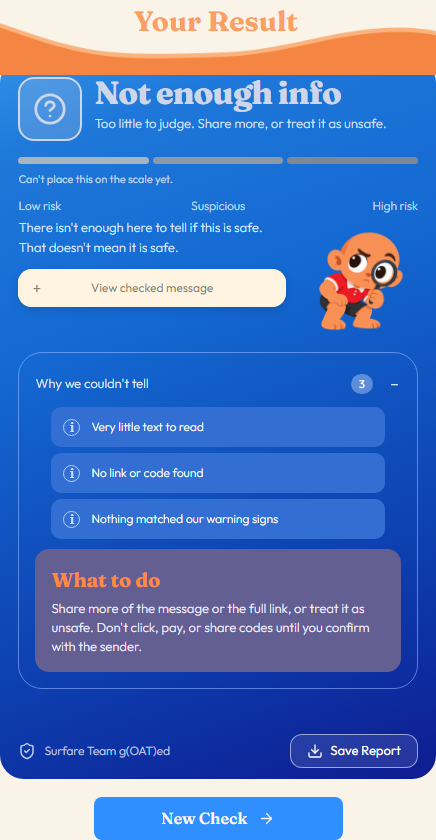 Your Result
Not enough info
Too little to judge. Share more, or treat it as unsafe.
Can't place this on the scale yet.
Low risk Suspicious High risk
There isn't enough here to tell if this is safe.
That doesn't mean it is safe.
+ View checked message
Why we couldn't tell 3 –
Very little text to read
No link or code found
Nothing matched our warning signs
What to do
Share more of the message or the full link, or treat it as
unsafe. Don't click, pay, or share codes until you confirm
with the sender.
Surfare Team g(OAT)ed Save Report
New Check →